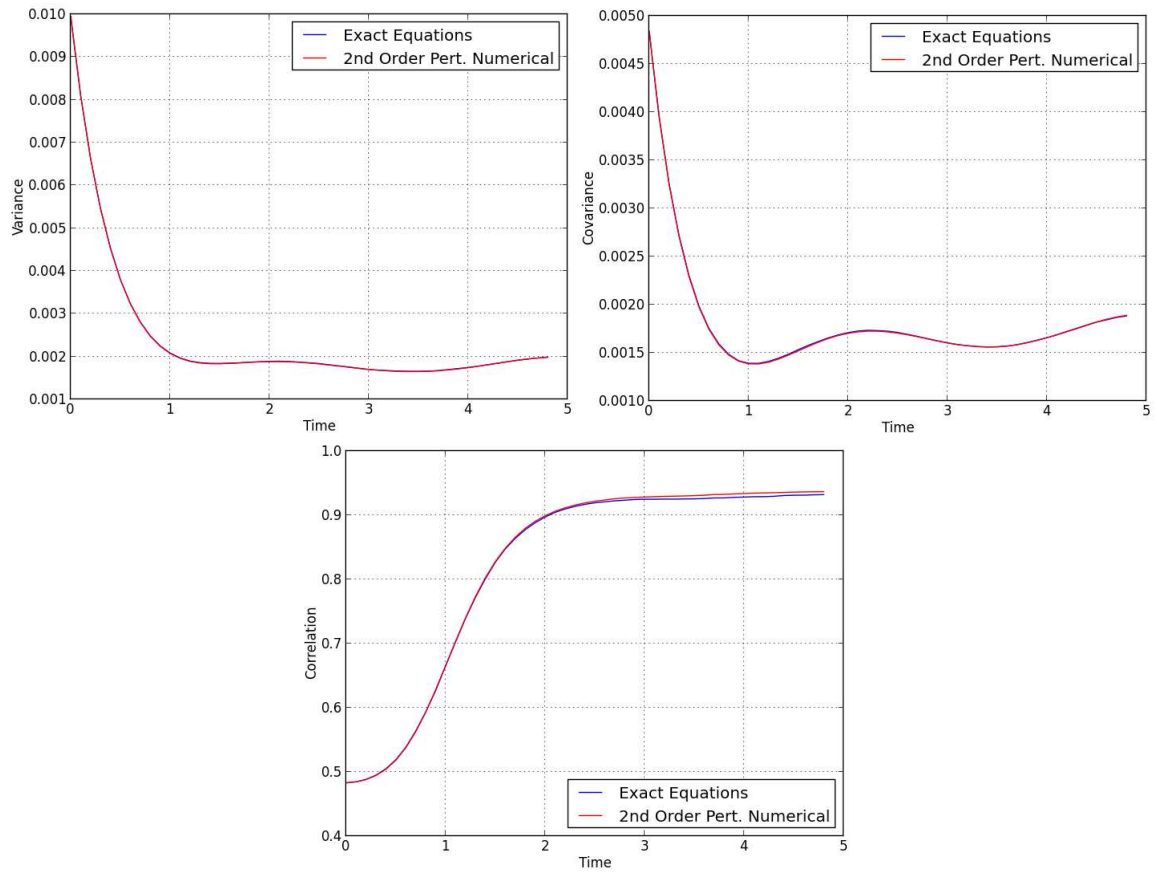 Exact Equations
2nd Order Pert. Numerical
0.010
0.009
0.008
0.007
0.006
0.005
0.004
0.003
0.002
0.001
Variance
0 1 2 3 4 5
Time
Exact Equations
2nd Order Pert. Numerical
0.0050
0.0045
0.0040
0.0035
0.0030
0.0025
0.0020
0.0015
0.0010
Covariance
0 1 2 3 4 5
Time
1.0
0.9
0.8
0.7
0.6
0.5
0.4
Correlation
Exact Equations
2nd Order Pert. Numerical
0 1 2 3 4 5
Time